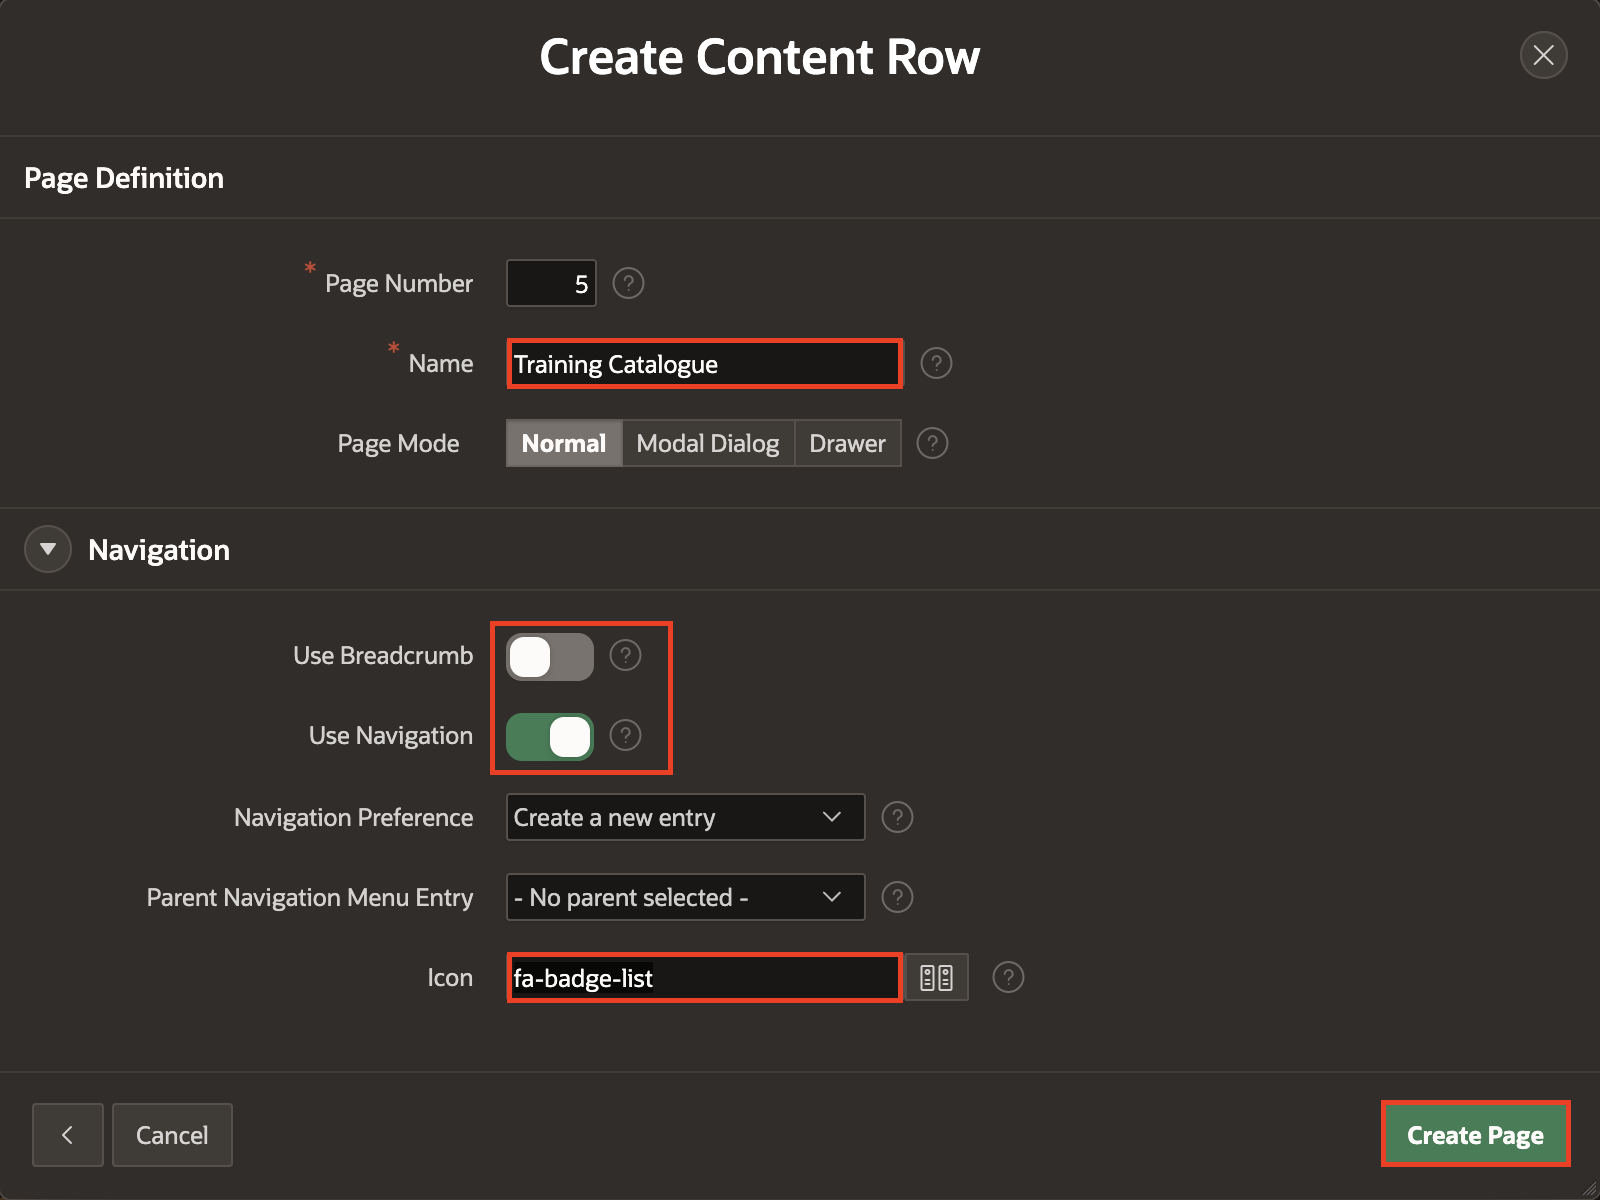 Create Content Row
Page Definition
* Page Number 5 ?
* Name Training Catalogue ?
Page Mode Normal Modal Dialog Drawer ?
Navigation
Use Breadcrumb ?
Use Navigation ?
Navigation Preference Create a new entry ?
Parent Navigation Menu Entry - No parent selected - ?
Icon fa-badge-list ?
Cancel Create Page